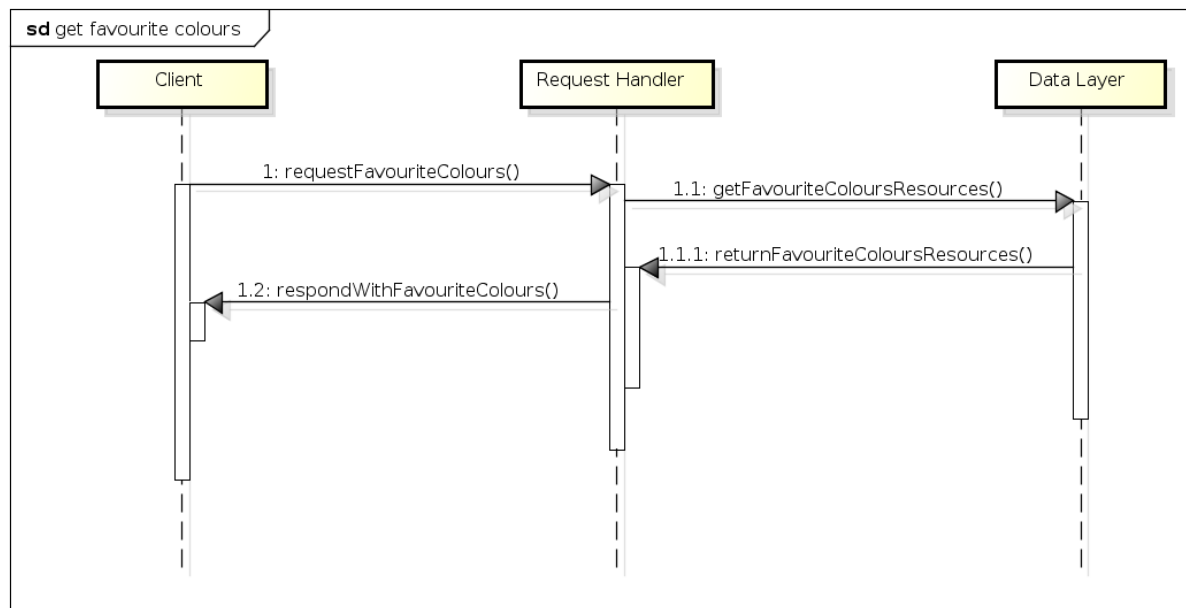 sd get favourite colours
Client
Request Handler
Data Layer
1: requestFavouriteColours()
1.1: getFavouriteColoursResources()
1.1.1: returnFavouriteColoursResources()
1.2: respondWithFavouriteColours()